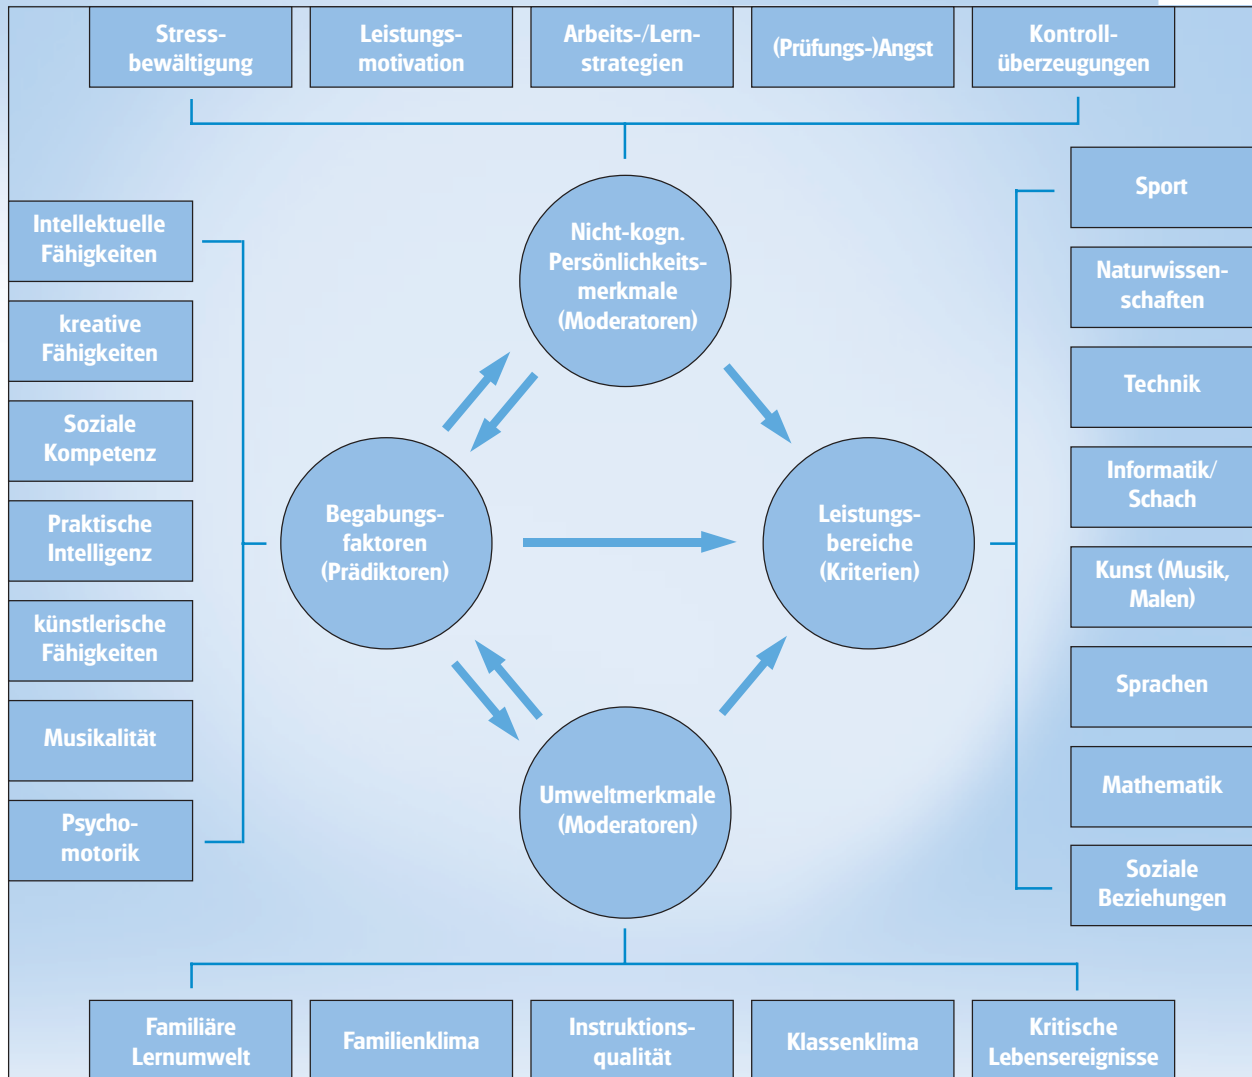 Stress-
bewältigung
Leistungs-
motivation
Arbeits-/Lern-
strategien
(Prüfungs-)Angst
Kontroll-
überzeugungen
Nicht-kogn.
Persönlichkeits-
merkmale
(Moderatoren)
Intellektuelle
Fähigkeiten
kreative
Fähigkeiten
Soziale
Kompetenz
Praktische
Intelligenz
künstlerische
Fähigkeiten
Musikalität
Psycho-
motorik
Begabungs-
faktoren
(Prädiktoren)
Leistungs-
bereiche
(Kriterien)
Umweltmerkmale
(Moderatoren)
Sport
Naturwissen-
schaften
Technik
Informatik/
Schach
Kunst (Musik,
Malen)
Sprachen
Mathematik
Soziale
Beziehungen
Familiäre
Lernumwelt
Familienklima
Instruktions-
qualität
Klassenklima
Kritische
Lebensereignisse